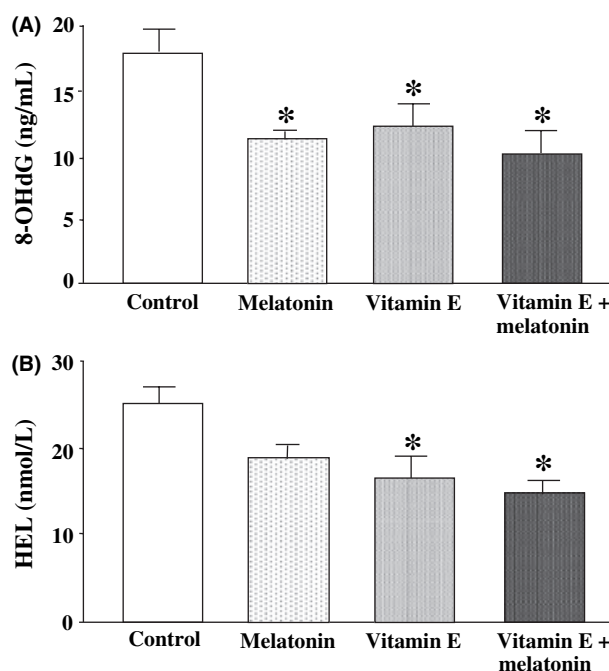 (A)
8-OHdG (ng/mL)
20
15
10
5
0
*
*
*
Control
Melatonin
Vitamin E
Vitamin E +
melatonin
(B)
HEL (nmol/L)
30
20
10
0
*
*
Control
Melatonin
Vitamin E
Vitamin E +
melatonin